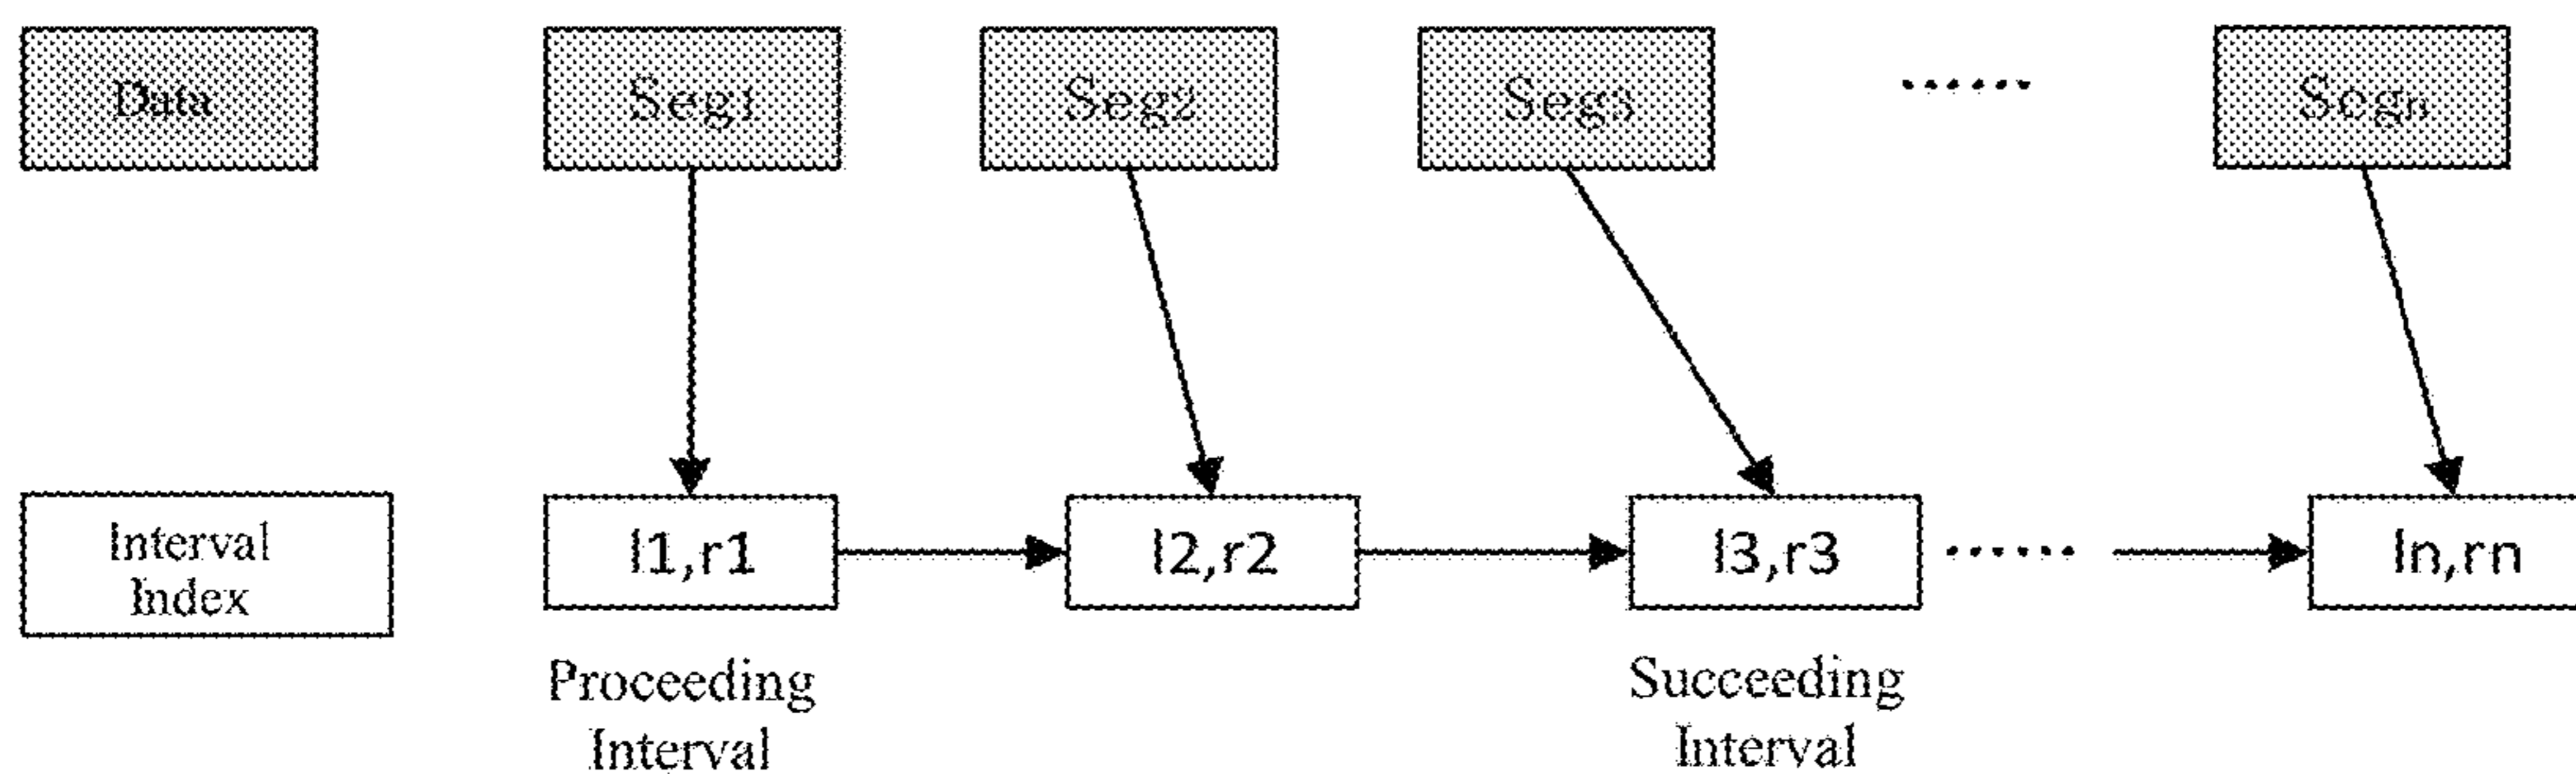 Data
Seg1
Seg2
Seg3
......
Segn
Interval
Index
l1,r1
l2,r2
l3,r3
......
ln,rn
Proceeding
Interval
Succeeding
Interval